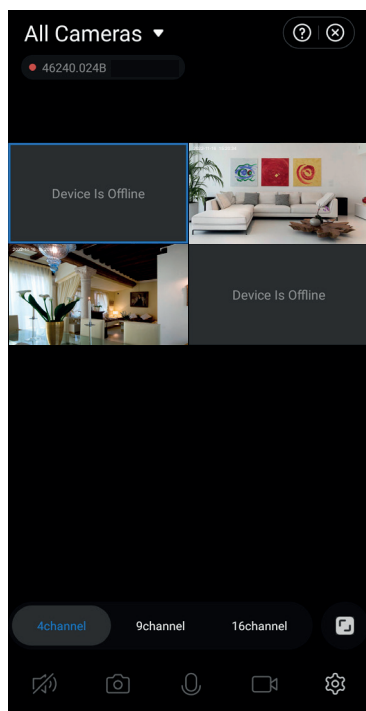 All Cameras
46240.024B
Device Is Offline
Device Is Offline
4channel
9channel
16channel